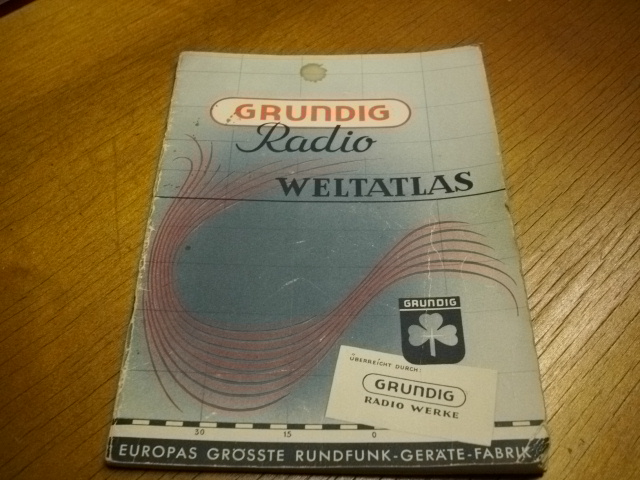 GRUNDIG
Radio
WELTATLAS
GRUNDIG
ÜBERREICHT DURCH:
GRUNDIG
RADIO WERKE
30 15 0
EUROPAS GRÖSSTE RUNDFUNK-GERÄTE-FABRIK